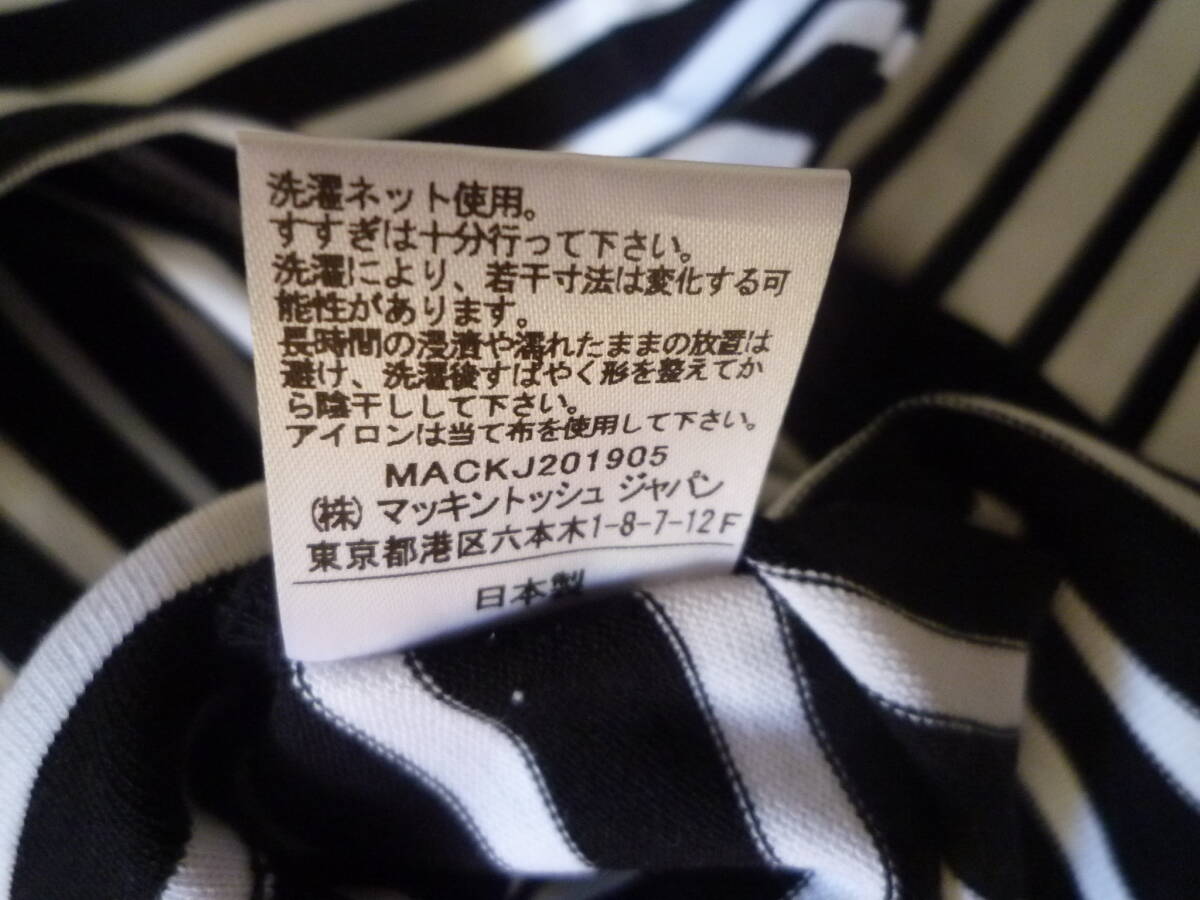 洗濯ネット使用。
すすぎは十分行って下さい。
洗濯により、若干寸法は変化する可
能性があります。
長時間の浸漬や濡れたままの放置は
避け、洗濯後すばやく形を整えてか
ら陰干しして下さい。
アイロンは当て布を使用して下さい。
MACKJ201905
(株) マッキントッシュ ジャパン
東京都港区六本木1-8-7-12F
日本製